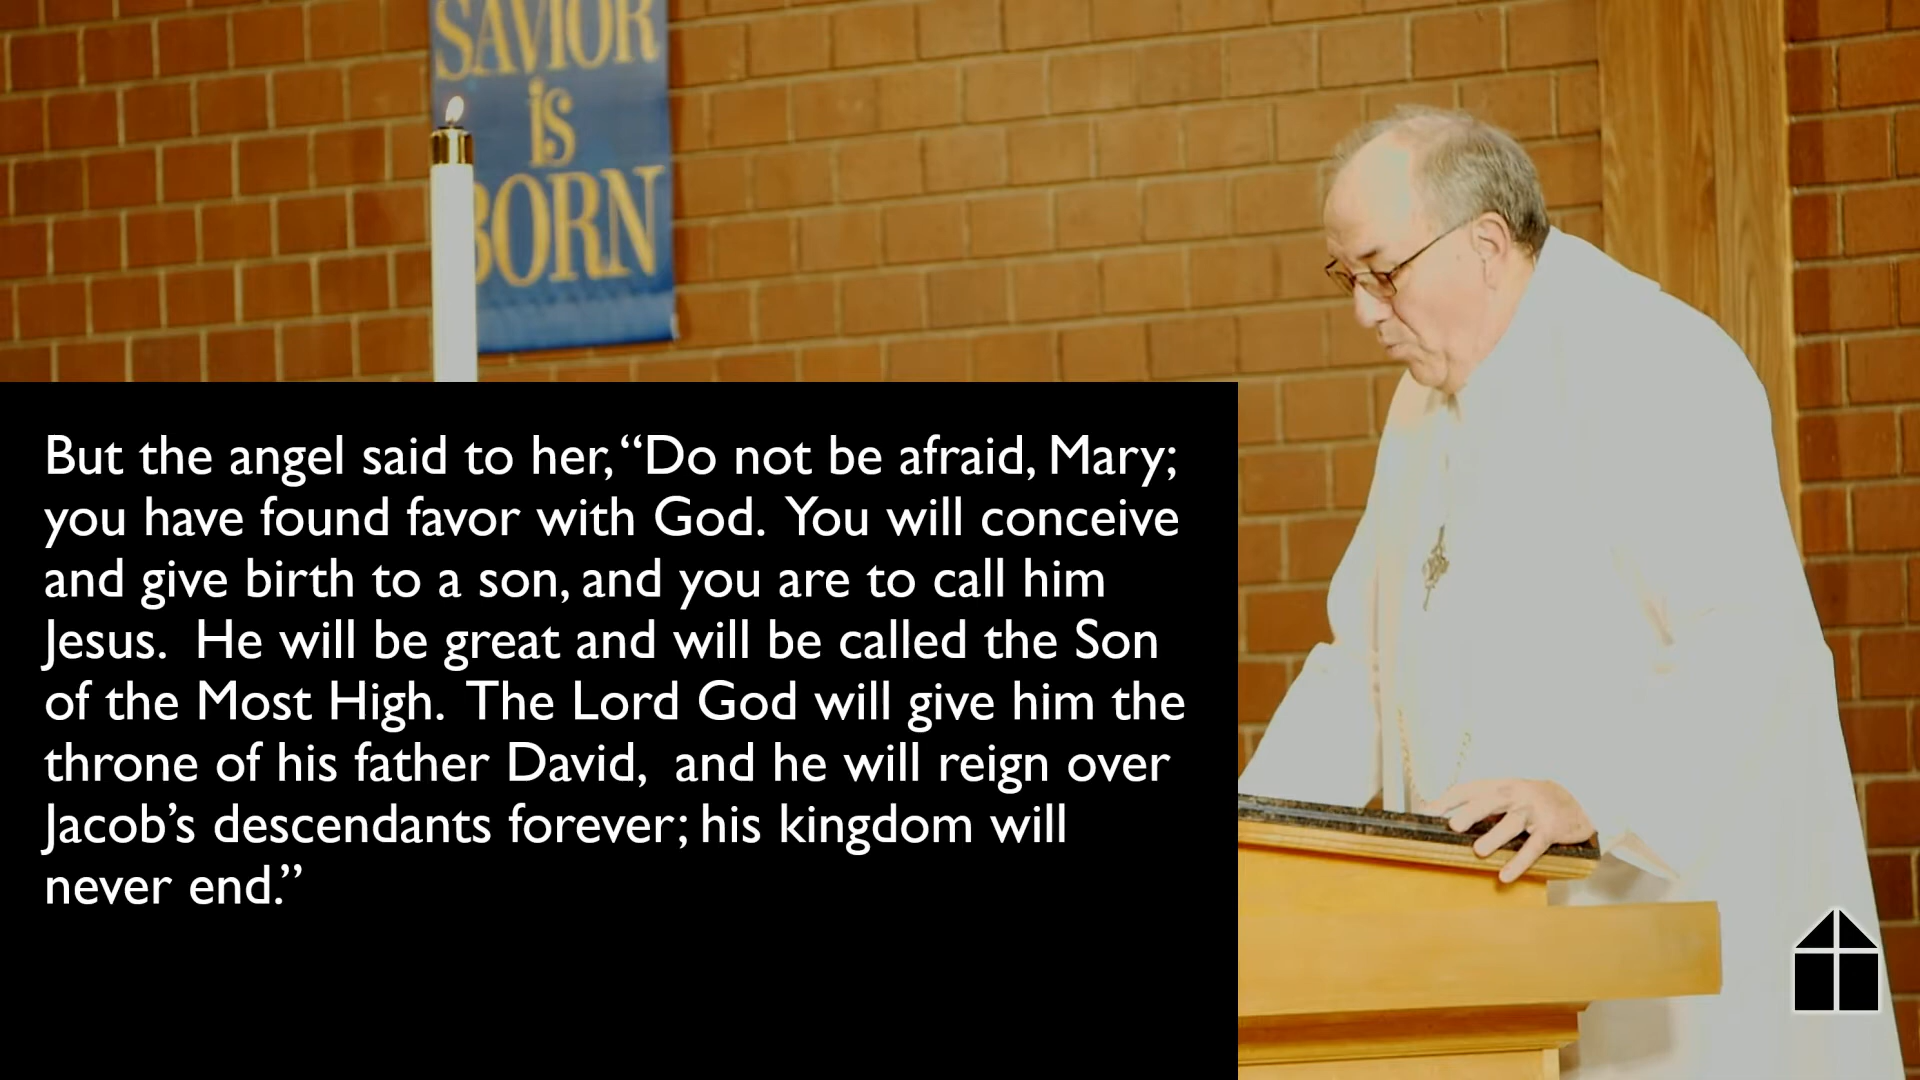 SAVIOR
is
BORN
But the angel said to her, “Do not be afraid, Mary;
you have found favor with God.  You will conceive
and give birth to a son, and you are to call him
Jesus.  He will be great and will be called the Son
of the Most High.  The Lord God will give him the
throne of his father David,  and he will reign over
Jacob’s descendants forever; his kingdom will
never end.”